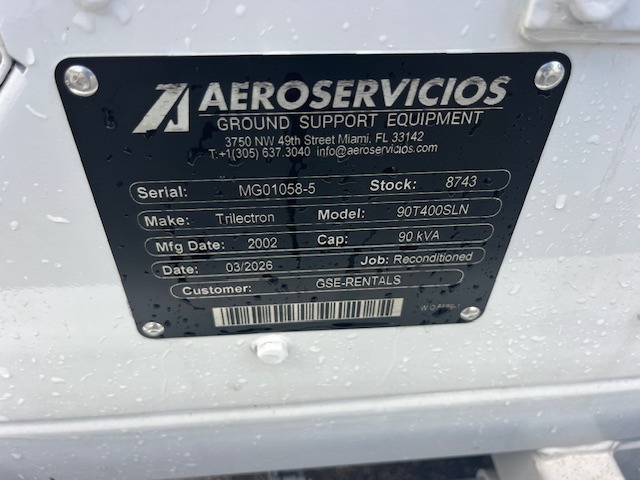 AEROSERVICIOS
GROUND SUPPORT EQUIPMENT
3750 NW 49th Street Miami, FL 33142
T:+1(305) 637.3040 info@aeroservicios.com
Serial: MG01058-5 Stock: 8743
Make: Trilectron Model: 90T400SLN
Mfg Date: 2002 Cap: 90 kVA
Date: 03/2026 Job: Reconditioned
Customer: GSE-RENTALS